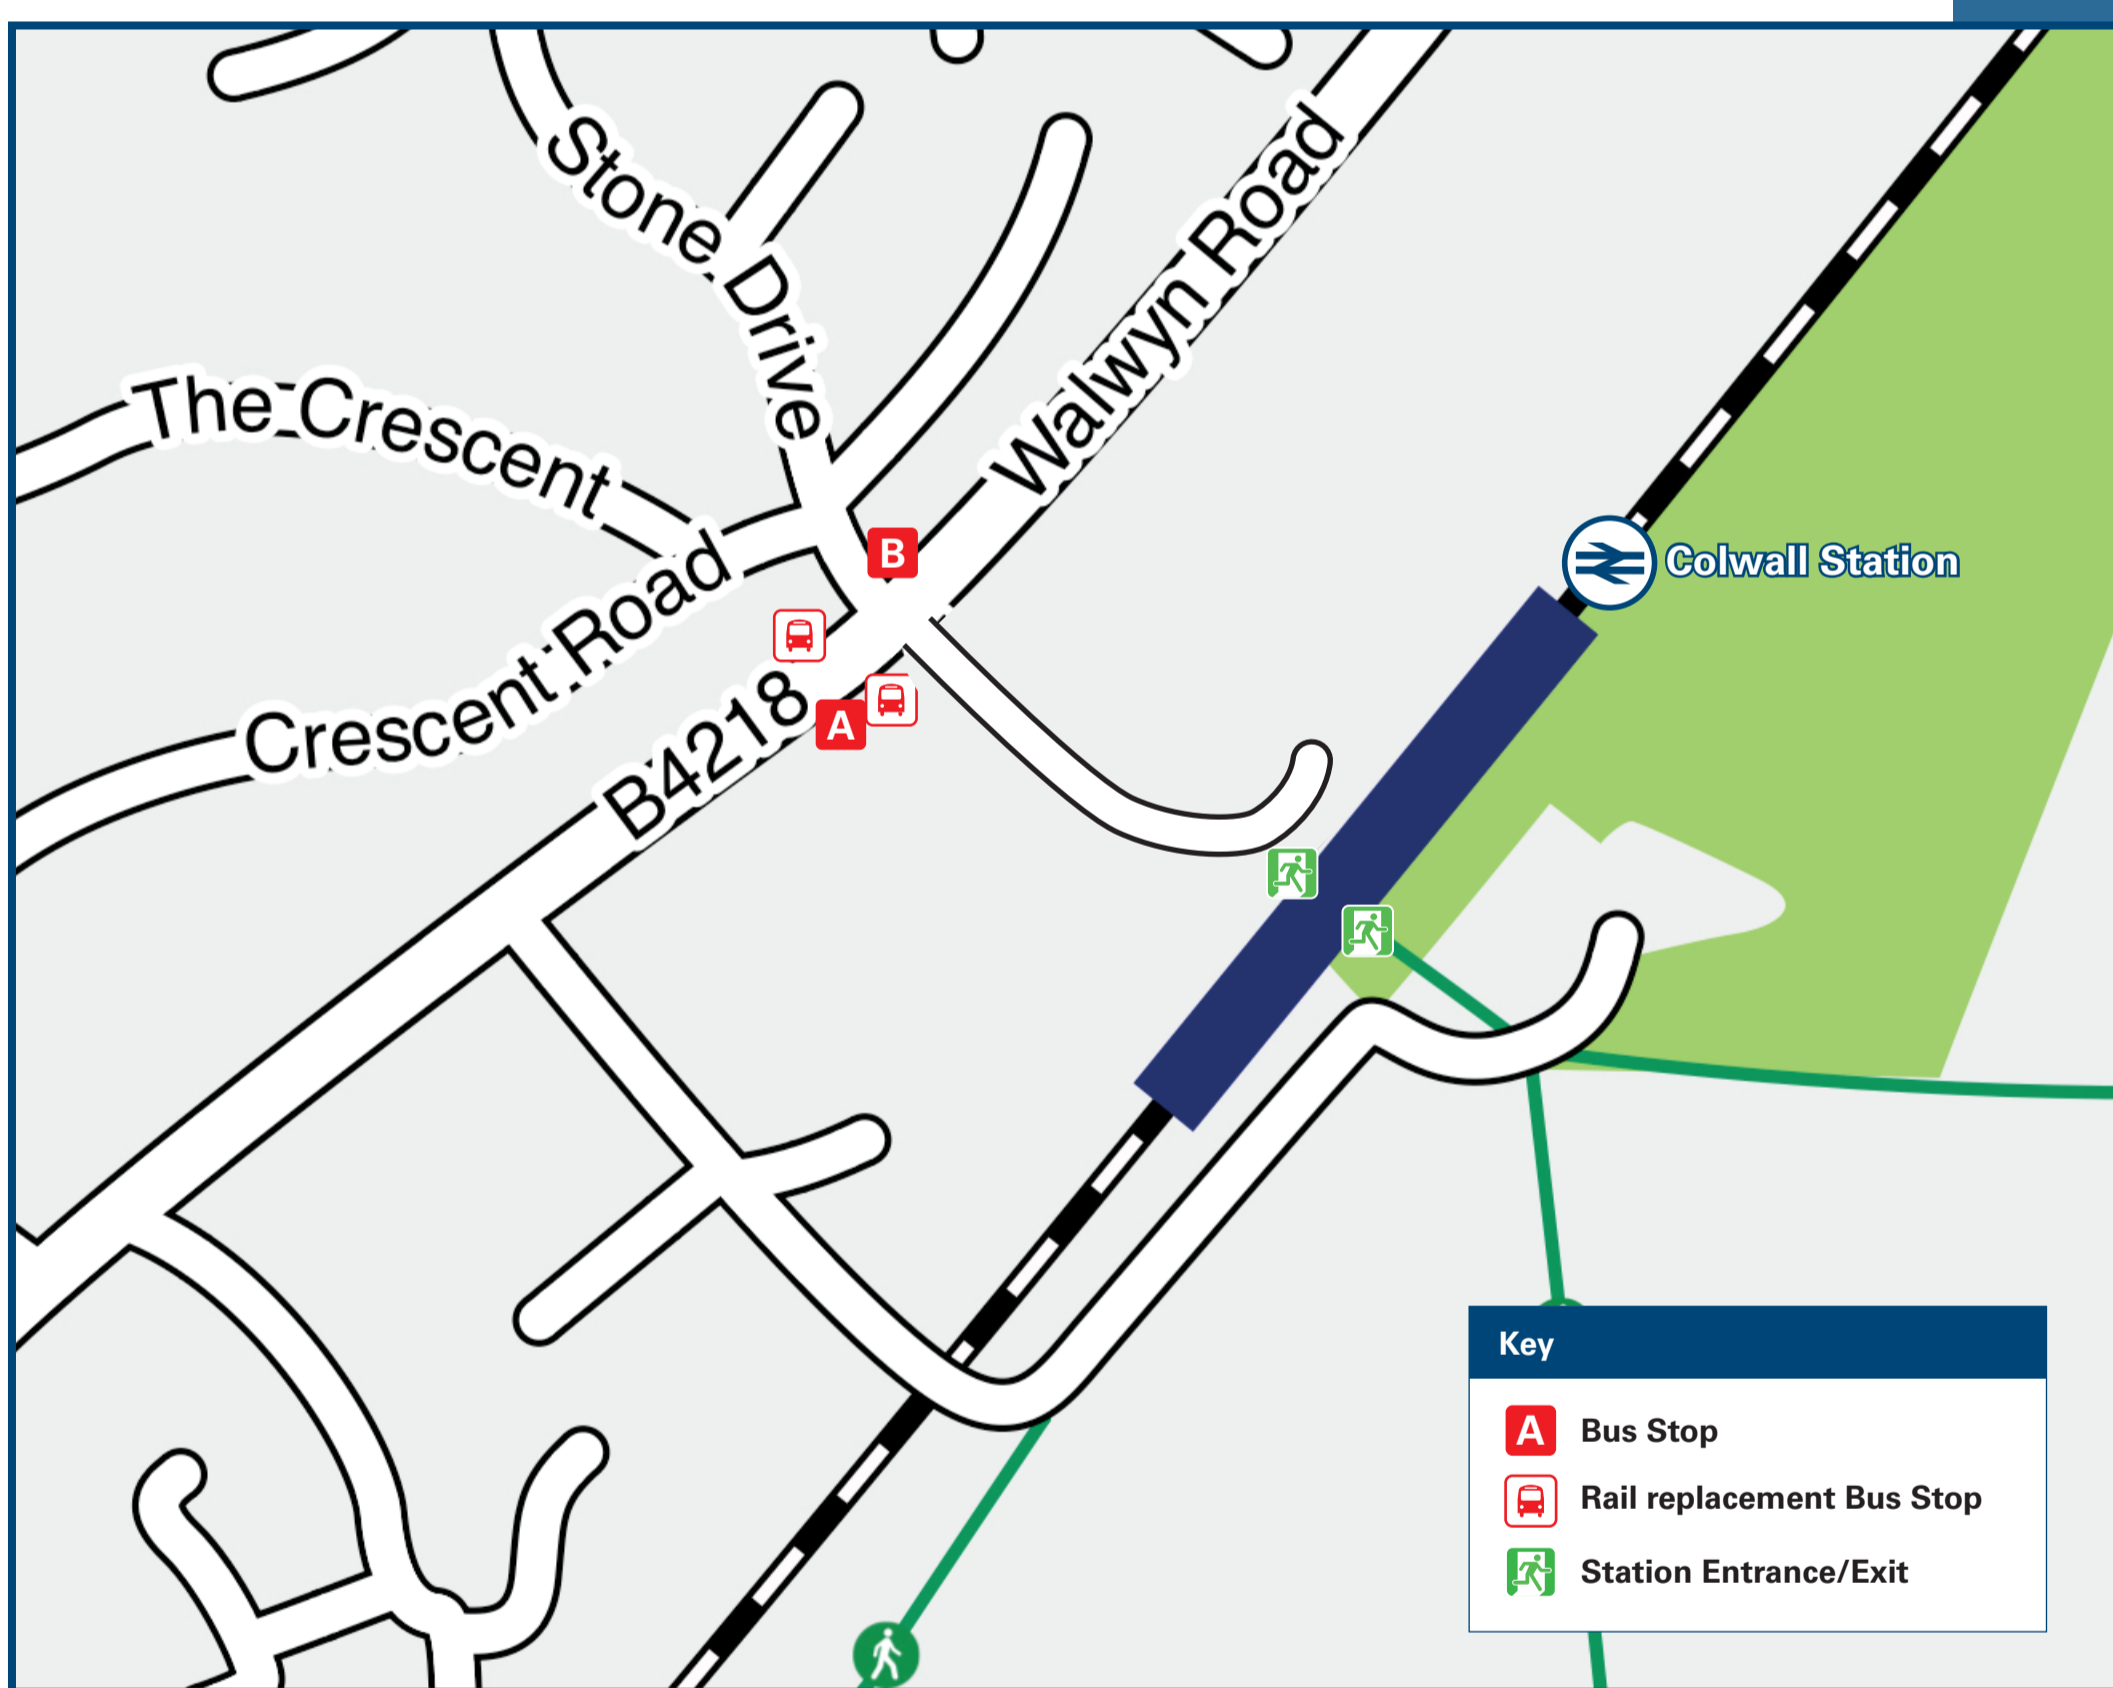 Stone Drive
Walwyn Road
The Crescent
Crescent Road
B
B4218
A
Colwall Station
Key
A Bus Stop
Rail replacement Bus Stop
Station Entrance/Exit